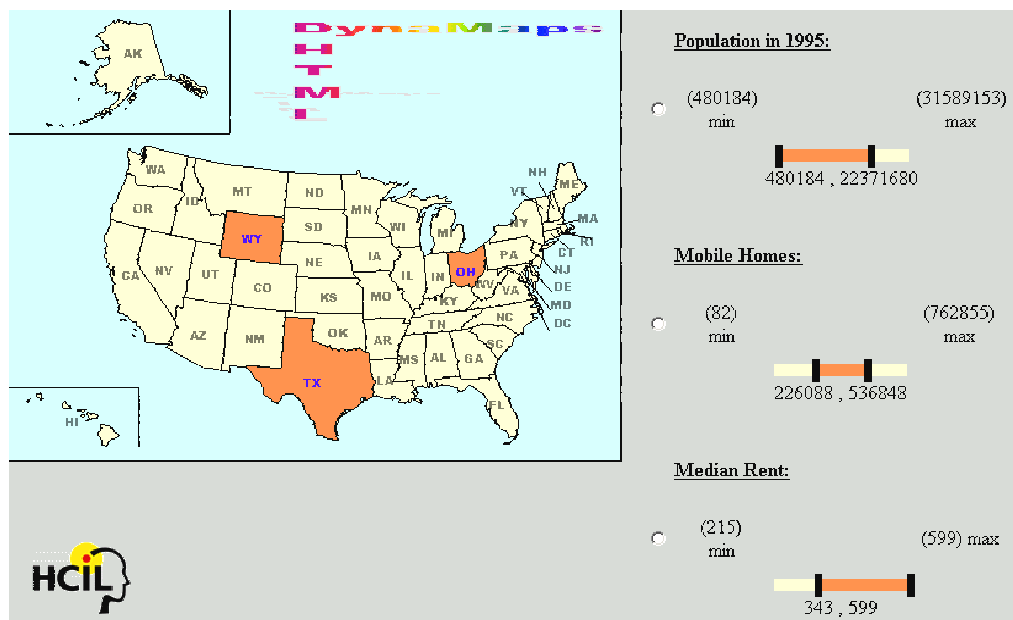 DynaMaps
DHTML
AK
WA
MT
ND
MN
OR
ID
WY
SD
WI
MI
NY
VT
NH
ME
MA
RI
CT
NJ
DE
MD
DC
CA
NV
UT
CO
NE
IA
IL
IN
OH
PA
WV
VA
KS
MO
KY
AZ
NM
OK
AR
TN
NC
SC
TX
LA
MS
AL
GA
FL
HI
HCIL
Population in 1995:
(480184) (31589153)
min max
480184 , 22371680
Mobile Homes:
(82) (762855)
min max
226088 , 536848
Median Rent:
(215) (599) max
min
343 , 599